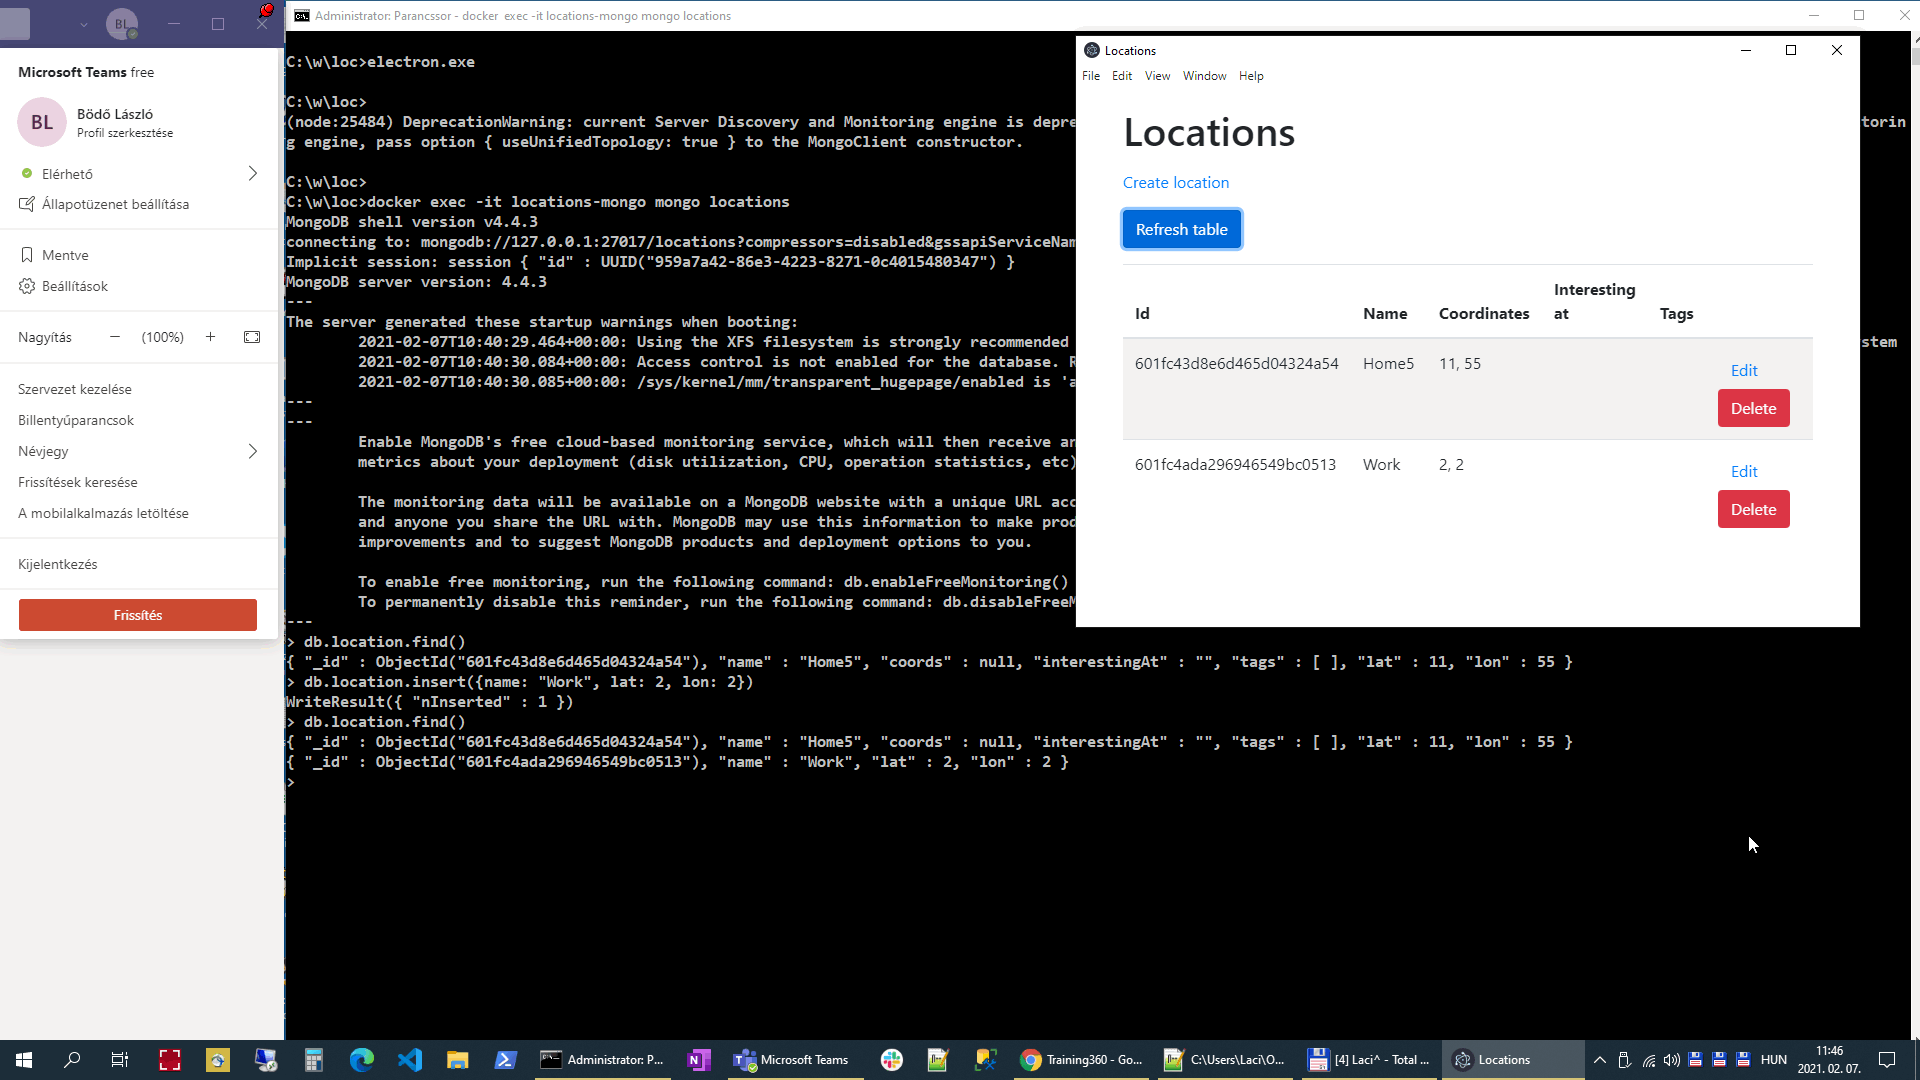 BL
Microsoft Teams free
BL
Bödő László
Profil szerkesztése
Elérhető
Állapotüzenet beállítása
Mentve
Beállítások
Nagyítás
(100%)
Szervezet kezelése
Billentyűparancsok
Névjegy
Frissítések keresése
A mobilalkalmazás letöltése
Kijelentkezés
Frissítés
Administrator: Parancssor - docker exec -it locations-mongo mongo locations
C:\w\loc>electron.exe
C:\w\loc>
(node:25484) DeprecationWarning: current Server Discovery and Monitoring engine is depre
torin
g engine, pass option { useUnifiedTopology: true } to the MongoClient constructor.
C:\w\loc>
C:\w\loc>docker exec -it locations-mongo mongo locations
MongoDB shell version v4.4.3
connecting to: mongodb://127.0.0.1:27017/locations?compressors=disabled&gssapiServiceNam
Implicit session: session { "id" : UUID("959a7a42-86e3-4223-8271-0c4015480347") }
MongoDB server version: 4.4.3
---
The server generated these startup warnings when booting:
2021-02-07T10:40:29.464+00:00: Using the XFS filesystem is strongly recommended
ystem
2021-02-07T10:40:30.084+00:00: Access control is not enabled for the database. R
2021-02-07T10:40:30.085+00:00: /sys/kernel/mm/transparent_hugepage/enabled is 'a
---
---
Enable MongoDB's free cloud-based monitoring service, which will then receive an
metrics about your deployment (disk utilization, CPU, operation statistics, etc)
The monitoring data will be available on a MongoDB website with a unique URL acc
and anyone you share the URL with. MongoDB may use this information to make prod
improvements and to suggest MongoDB products and deployment options to you.
To enable free monitoring, run the following command: db.enableFreeMonitoring()
To permanently disable this reminder, run the following command: db.disableFreeM
---
> db.location.find()
{ "_id" : ObjectId("601fc43d8e6d465d04324a54"), "name" : "Home5", "coords" : null, "interestingAt" : "", "tags" : [ ], "lat" : 11, "lon" : 55 }
> db.location.insert({name: "Work", lat: 2, lon: 2})
WriteResult({ "nInserted" : 1 })
> db.location.find()
{ "_id" : ObjectId("601fc43d8e6d465d04324a54"), "name" : "Home5", "coords" : null, "interestingAt" : "", "tags" : [ ], "lat" : 11, "lon" : 55 }
{ "_id" : ObjectId("601fc4ada296946549bc0513"), "name" : "Work", "lat" : 2, "lon" : 2 }
>
Locations
File Edit View Window Help
Locations
Create location
Refresh table
Id Name Coordinates Interesting at Tags
601fc43d8e6d465d04324a54 Home5 11, 55
Edit
Delete
601fc4ada296946549bc0513 Work 2, 2
Edit
Delete
Administrator: P...
Microsoft Teams
Training360 - Go...
C:\Users\Laci\O...
[4] Laci^ - Total ...
Locations
HUN
11:46
2021. 02. 07.